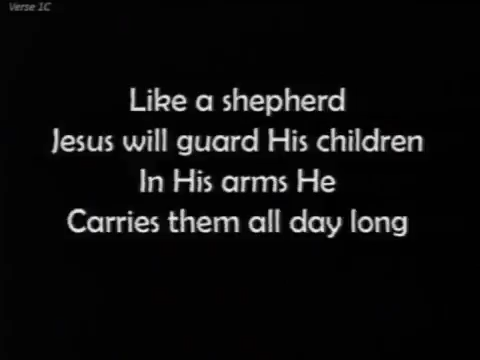 Verse 1C
Like a shepherd
Jesus will guard His children
In His arms He
Carries them all day long